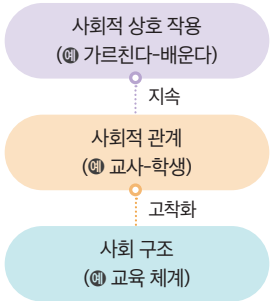 사회적 상호 작용
(예 가르친다-배운다)
지속
사회적 관계
(예 교사-학생)
고착화
사회 구조
(예 교육 체계)